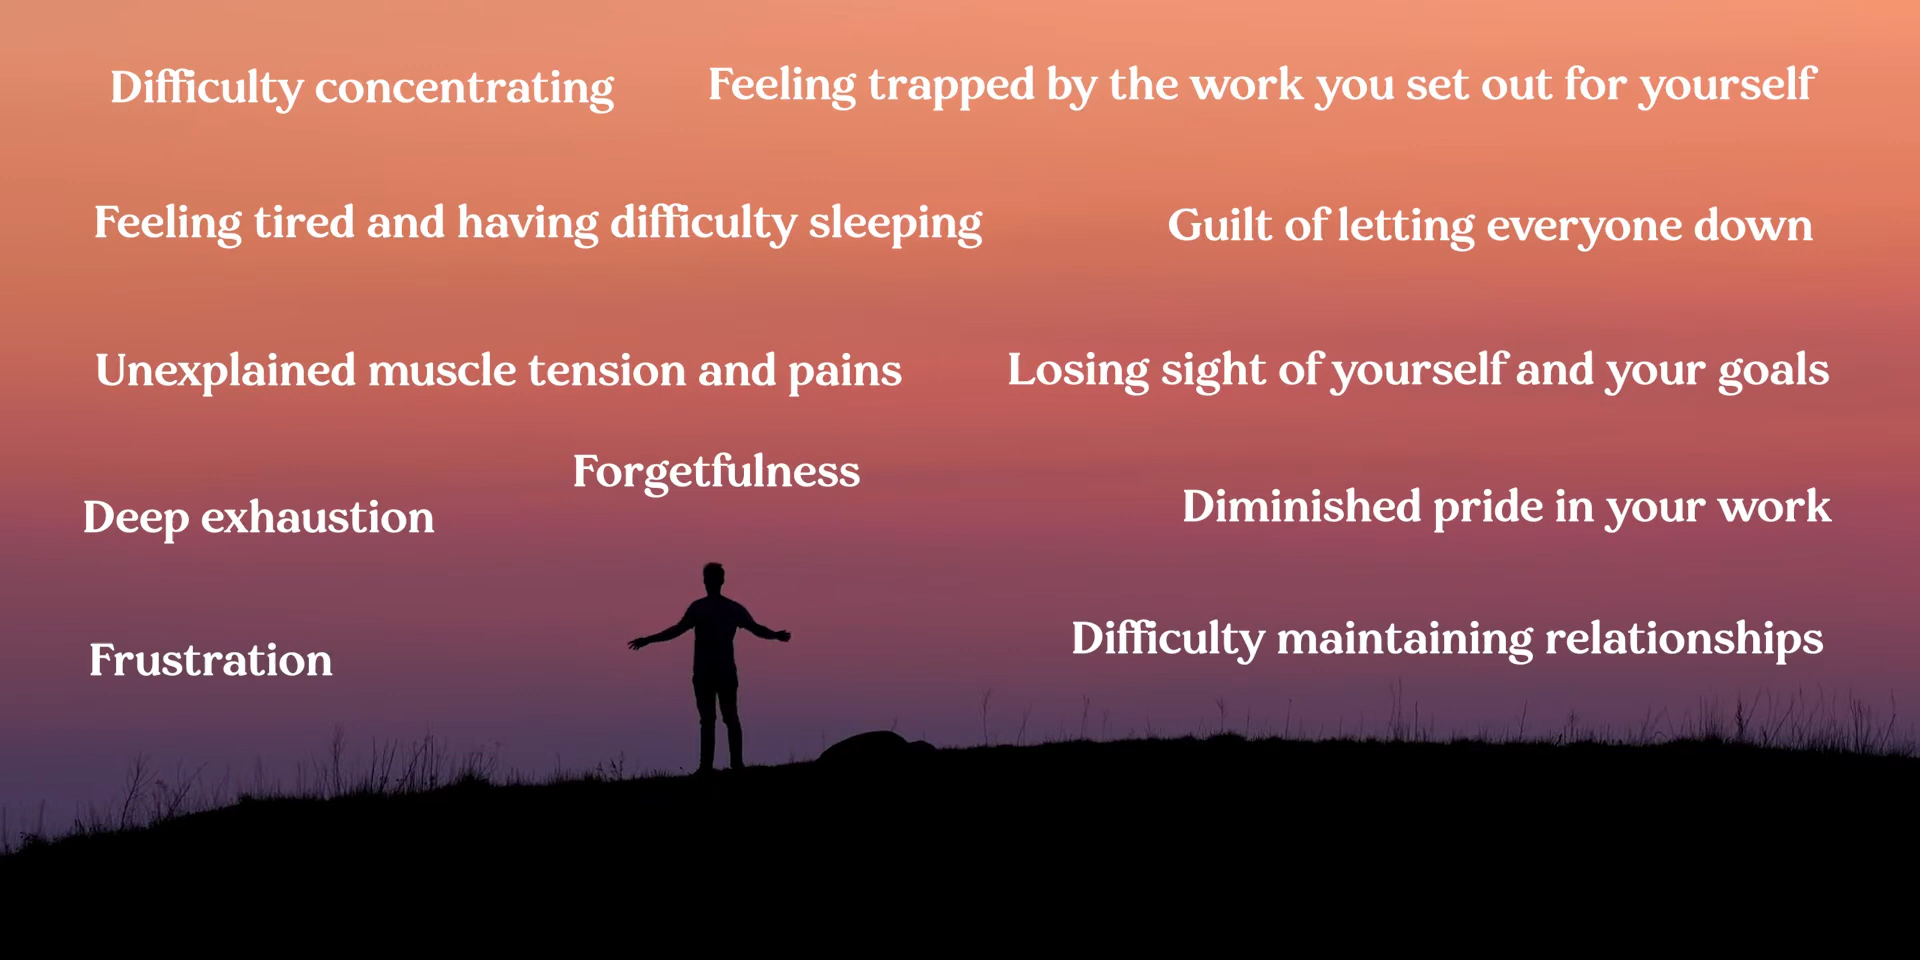 Difficulty concentrating
Feeling trapped by the work you set out for yourself
Feeling tired and having difficulty sleeping
Guilt of letting everyone down
Unexplained muscle tension and pains
Losing sight of yourself and your goals
Forgetfulness
Deep exhaustion
Diminished pride in your work
Difficulty maintaining relationships
Frustration